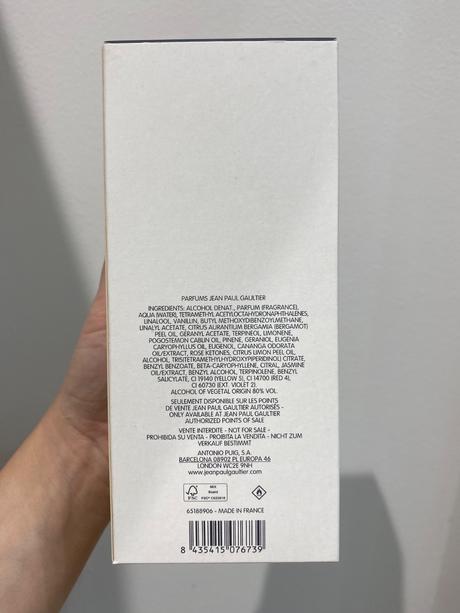 PARFUMS JEAN PAUL GAULTIER
INGREDIENTS: ALCOHOL DENAT., PARFUM (FRAGRANCE),
AQUA (WATER), TETRAMETHYL ACETYLOCTAHYDRONAPHTHALENES,
LINALOOL, VANILLIN, BUTYL METHOXYDIBENZOYLMETHANE,
LINALYL ACETATE, CITRUS AURANTIUM BERGAMIA (BERGAMOT)
PEEL OIL, GERANYL ACETATE, TERPINEOL, LIMONENE,
POGOSTEMON CABLIN OIL, PINENE, GERANIOL, EUGENIA
CARYOPHYLLUS OIL, EUGENOL, CANANGA ODORATA
OIL/EXTRACT, ROSE KETONES, CITRUS LIMON PEEL OIL,
ALCOHOL, TRIS(TETRAMETHYLHYDROXYPIPERIDINOL) CITRATE,
BENZYL BENZOATE, BETA-CARYOPHYLLENE, CITRAL, JASMINE
OIL/EXTRACT, BENZYL ALCOHOL, TERPINOLENE, BENZYL
SALICYLATE, CI 19140 (YELLOW 5), CI 14700 (RED 4),
CI 60730 (EXT. VIOLET 2).
ALCOHOL OF VEGETAL ORIGIN 80% VOL.
SEULEMENT DISPONIBLE SUR LES POINTS
DE VENTE JEAN PAUL GAULTIER AUTORISÉS -
ONLY AVAILABLE AT JEAN PAUL GAULTIER
AUTHORIZED POINTS OF SALE
VENTE INTERDITE - NOT FOR SALE -
PROHIBIDA SU VENTA - PROIBITA LA VENDITA - NICHT ZUM
VERKAUF BESTIMMT
ANTONIO PUIG, S.A.
BARCELONA 08902 PL EUROPA 46
LONDON WC2E 9NH
www.jeanpaulgaultier.com
FSC
MIX
Board
65188906 - MADE IN FRANCE
8 435415 076739